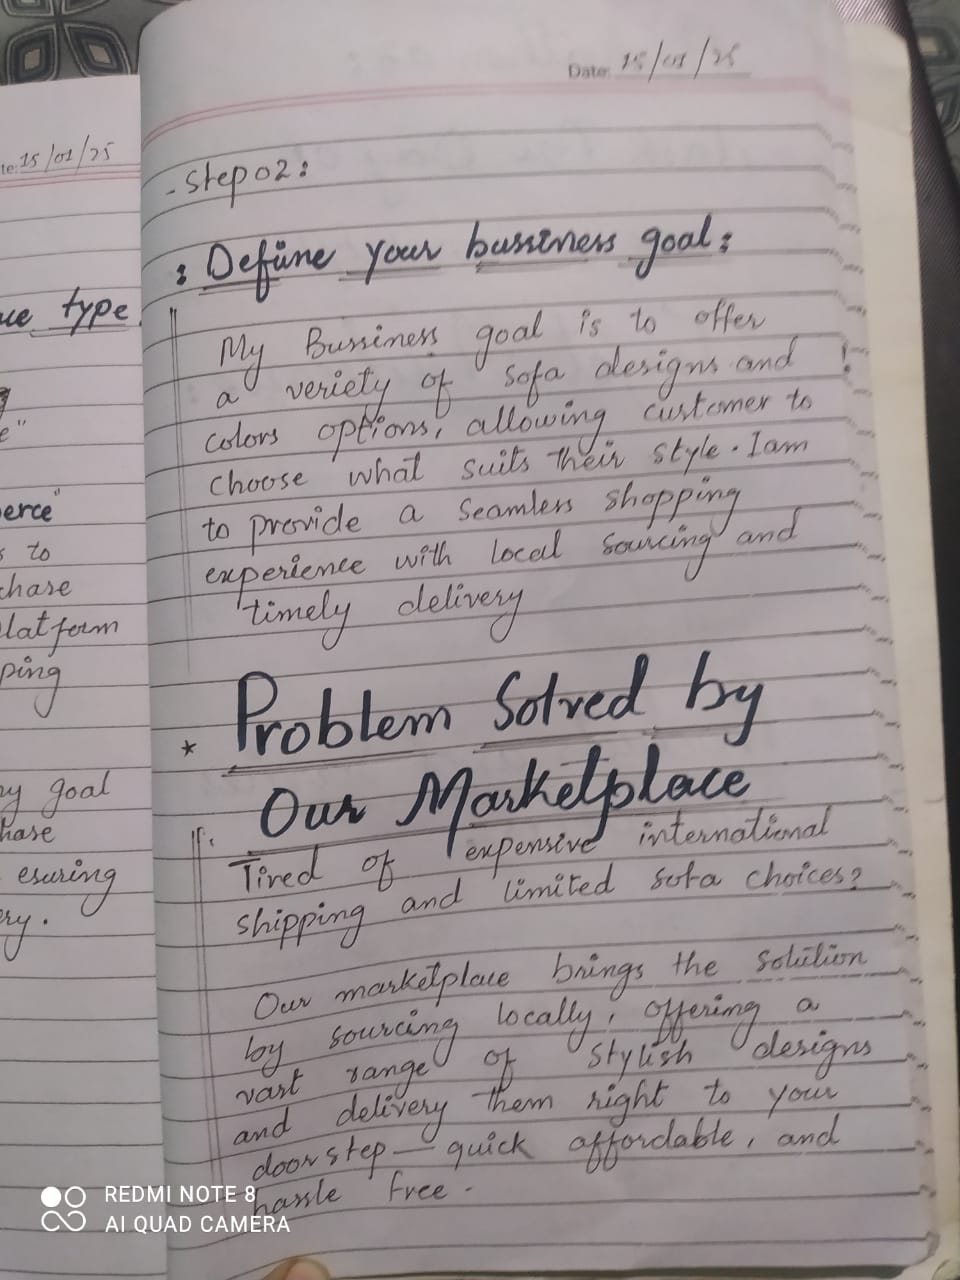 te: 15/01/25
ue type
e"
erce"
s to
chase
latform
ping
y goal
hase
esuring
ry.
Date: 15/01/25
- Step 02:
: Define your bussiness goal:
My Bussiness goal is to offer
a veriety of sofa designs and
colors options, allowing customer to
choose what suits their style. I am
to provide a seamless shopping
experience with local sourcing and
timely delivery
* Problem Solved by
Our Marketplace
Tired of expensive international
shipping and limited sofa choices?
Our marketplace brings the solution
by sourcing locally, offering a
vast range of stylish designs
and delivery them right to your
doorstep — quick affordable, and
hassle free -
REDMI NOTE 8
AI QUAD CAMERA